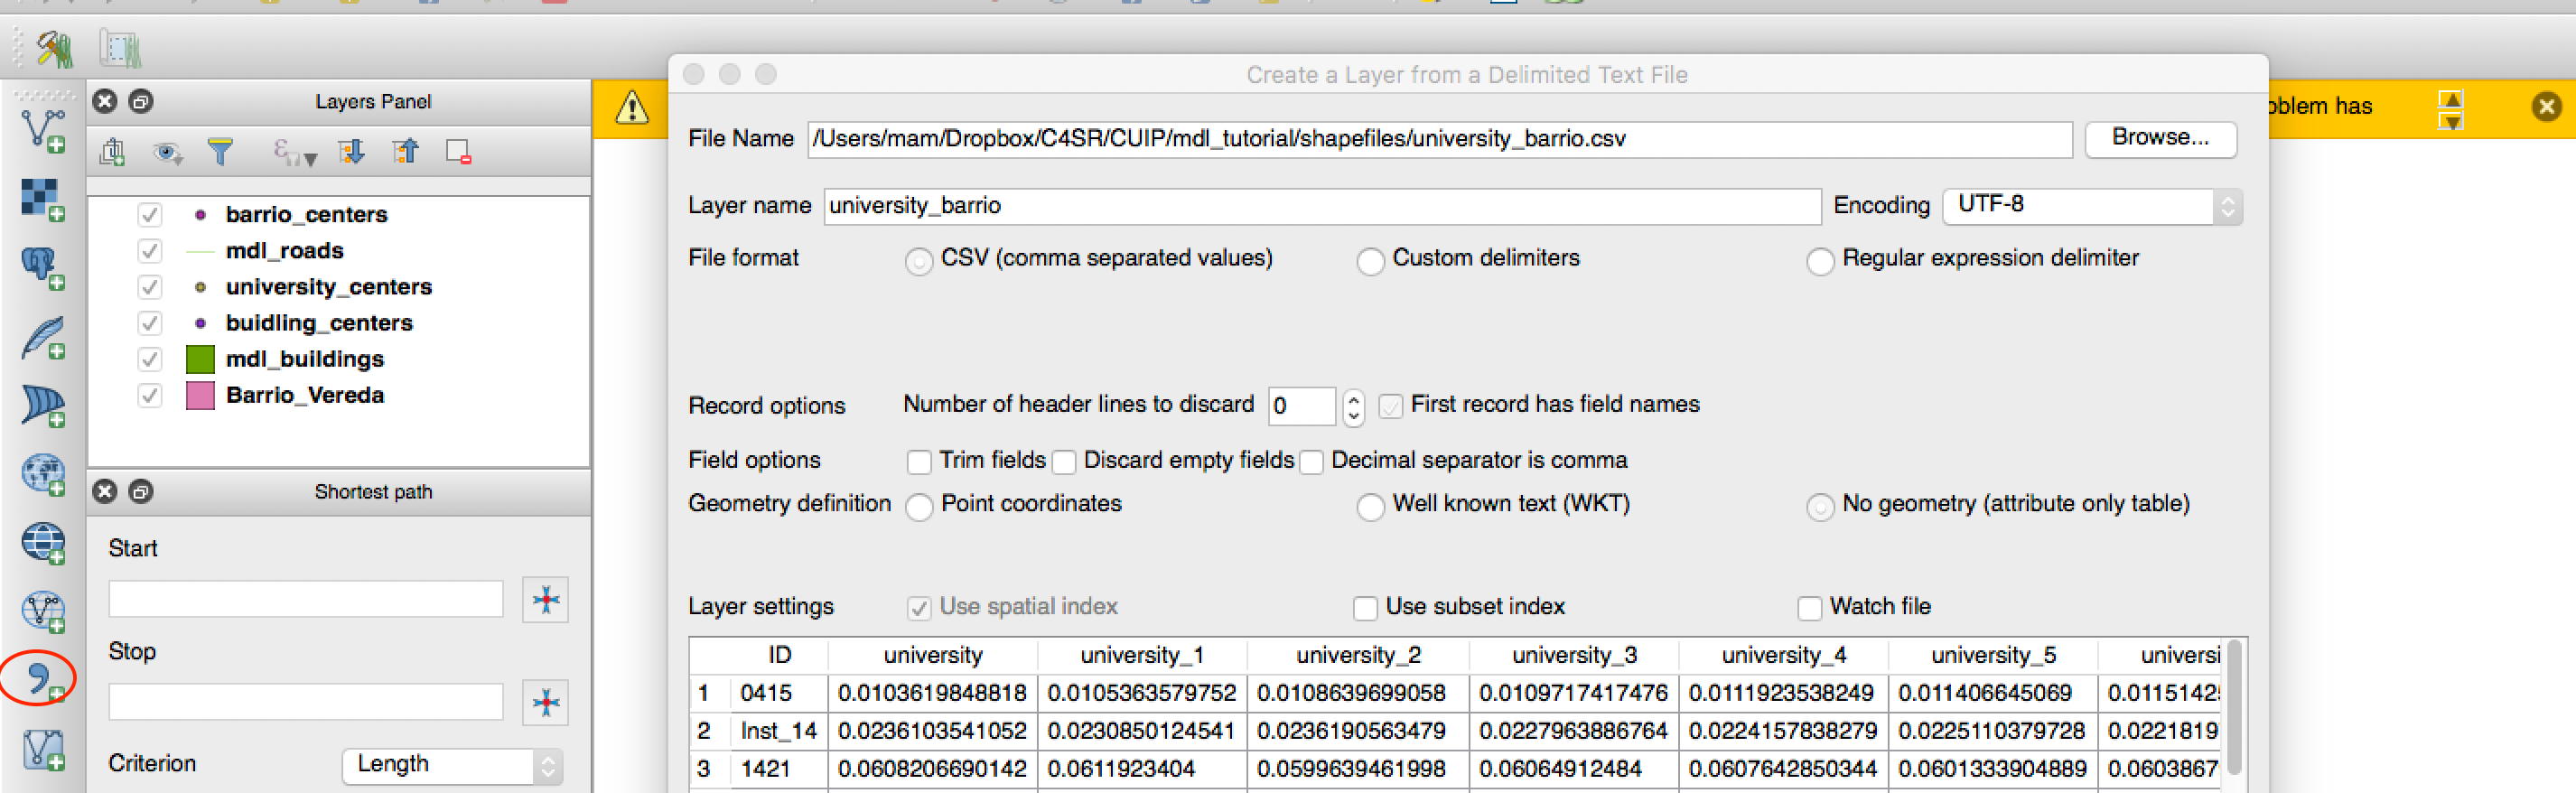 Create a Layer from a Delimited Text File
Layers Panel
oblem has
File Name /Users/mam/Dropbox/C4SR/CUIP/mdl_tutorial/shapefiles/university_barrio.csv Browse...
Layer name university_barrio Encoding UTF-8
barrio_centers
mdl_roads
university_centers
buidling_centers
mdl_buildings
Barrio_Vereda
File format CSV (comma separated values) Custom delimiters Regular expression delimiter
Record options Number of header lines to discard 0 First record has field names
Field options Trim fields Discard empty fields Decimal separator is comma
Geometry definition Point coordinates Well known text (WKT) No geometry (attribute only table)
Shortest path
Start
Stop
Criterion Length
Layer settings Use spatial index Use subset index Watch file
ID university university_1 university_2 university_3 university_4 university_5 universi
1 0415 0.0103619848818 0.0105363579752 0.0108639699058 0.0109717417476 0.0111923538249 0.011406645069 0.0115142
2 Inst_14 0.0236103541052 0.0230850124541 0.0236190563479 0.0227963886764 0.0224157838279 0.0225110379728 0.0221819
3 1421 0.0608206690142 0.0611923404 0.0599639461998 0.06064912484 0.0607642850344 0.0601333904889 0.060386